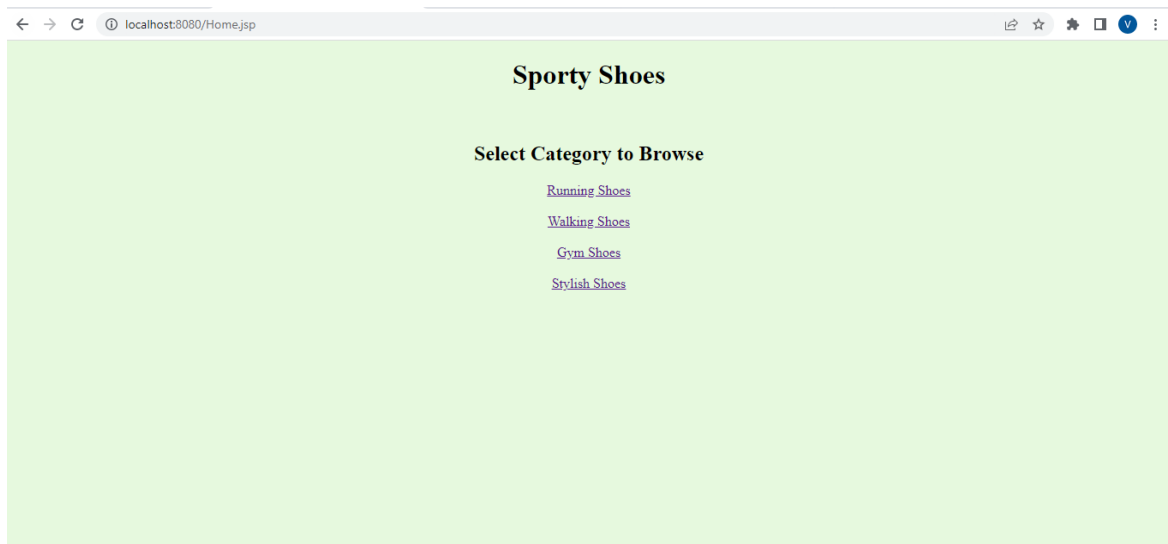 localhost:8080/Home.jsp
V
Sporty Shoes
Select Category to Browse
Running Shoes
Walking Shoes
Gym Shoes
Stylish Shoes